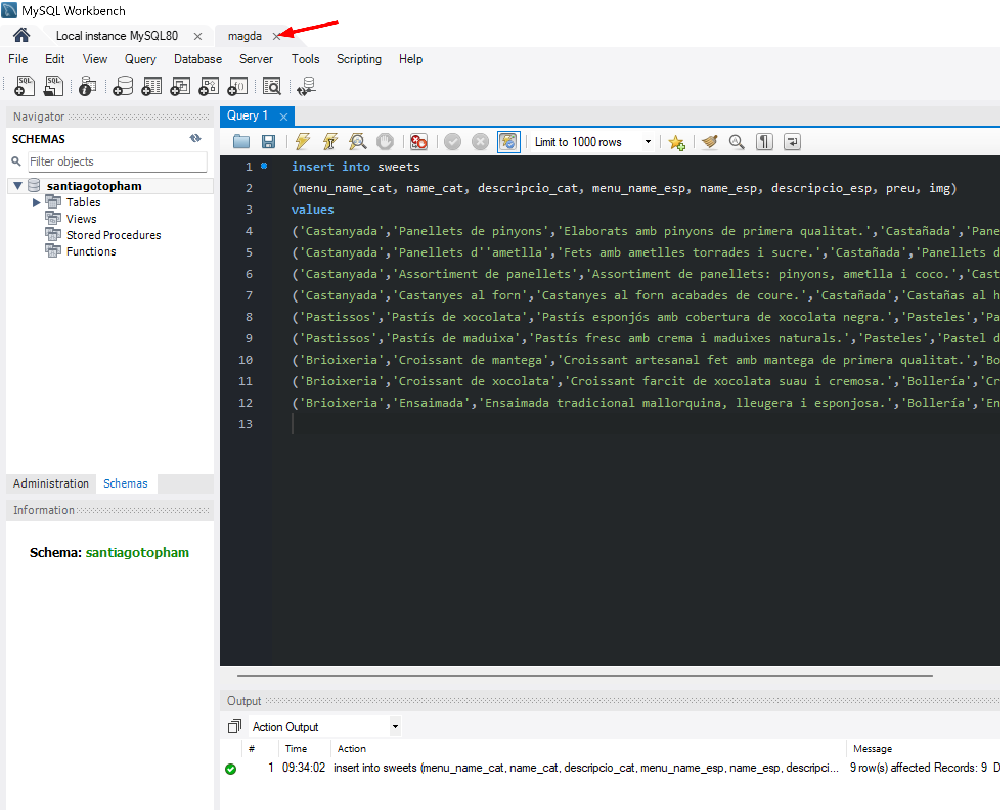 MySQL Workbench
Local instance MySQL80
magda
File Edit View Query Database Server Tools Scripting Help
Navigator
SCHEMAS
Filter objects
santiagotopham
Tables
Views
Stored Procedures
Functions
Administration Schemas
Information
Schema: santiagotopham
Query 1
Limit to 1000 rows
1 insert into sweets
2 (menu_name_cat, name_cat, descripcio_cat, menu_name_esp, name_esp, descripcio_esp, preu, img)
3 values
4 ('Castanyada','Panellets de pinyons','Elaborats amb pinyons de primera qualitat.','Castañada','Pane
5 ('Castanyada','Panellets d''ametlla','Fets amb ametlles torrades i sucre.','Castañada','Panellets d
6 ('Castanyada','Assortiment de panellets','Assortiment de panellets: pinyons, ametlla i coco.','Cast
7 ('Castanyada','Castanyes al forn','Castanyes al forn acabades de coure.','Castañada','Castañas al h
8 ('Pastissos','Pastís de xocolata','Pastís esponjós amb cobertura de xocolata negra.','Pasteles','Pa
9 ('Pastissos','Pastís de maduixa','Pastís fresc amb crema i maduixes naturals.','Pasteles','Pastel d
10 ('Brioixeria','Croissant de mantega','Croissant artesanal fet amb mantega de primera qualitat.','Bo
11 ('Brioixeria','Croissant de xocolata','Croissant farcit de xocolata suau i cremosa.','Bollería','Cr
12 ('Brioixeria','Ensaimada','Ensaimada tradicional mallorquina, lleugera i esponjosa.','Bollería','En
13
Output
Action Output
# Time Action Message
1 09:34:02 insert into sweets (menu_name_cat, name_cat, descripcio_cat, menu_name_esp, name_esp, descripci... 9 row(s) affected Records: 9 D